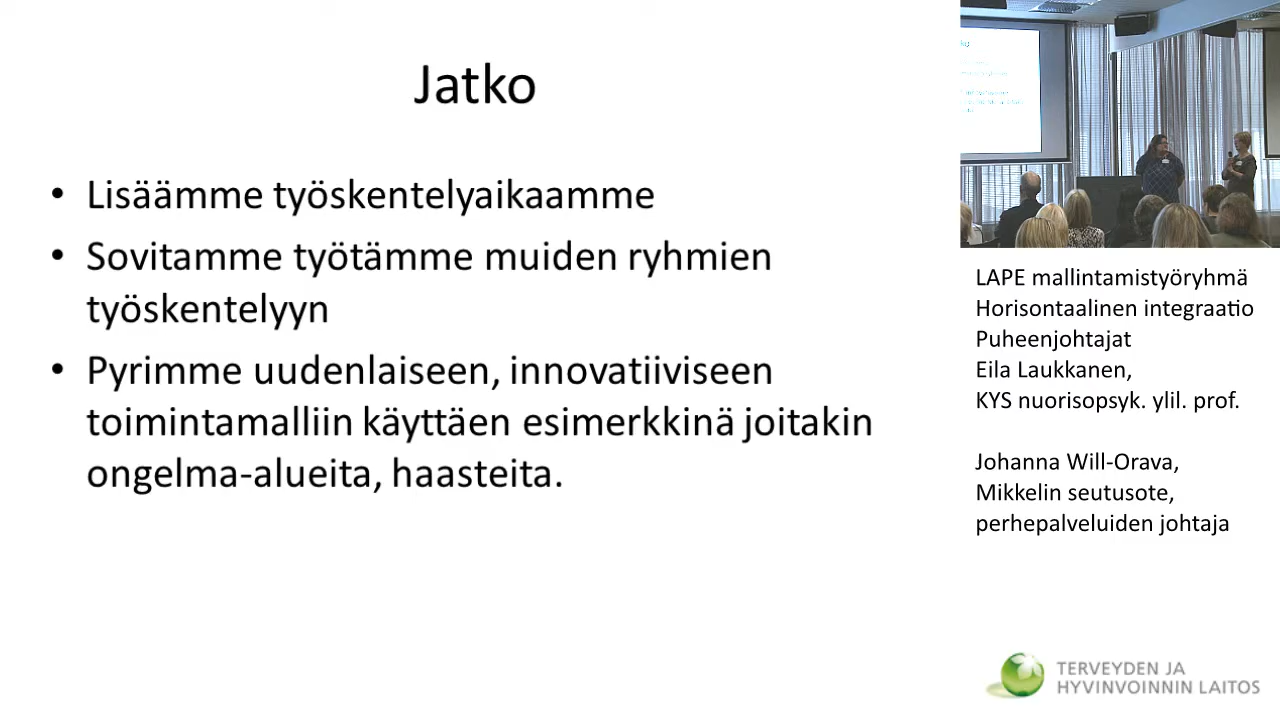 Jatko
• Lisäämme työskentelyaikaamme
• Sovitamme työtämme muiden ryhmien
työskentelyyn
• Pyrimme uudenlaiseen, innovatiiviseen
toimintamalliin käyttäen esimerkkinä joitakin
ongelma-alueita, haasteita.
LAPE mallintamistyöryhmä
Horisontaalinen integraatio
Puheenjohtajat
Eila Laukkanen,
KYS nuorisopsyk. ylil. prof.
Johanna Will-Orava,
Mikkelin seutusote,
perhepalveluiden johtaja
TERVEYDEN JA
HYVINVOINNIN LAITOS